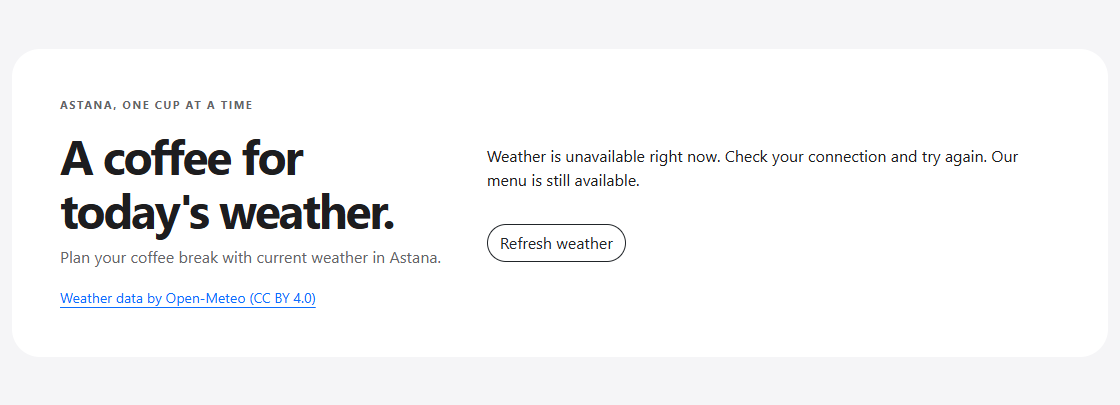 ASTANA, ONE CUP AT A TIME
A coffee for
today's weather.
Plan your coffee break with current weather in Astana.
Weather data by Open-Meteo (CC BY 4.0)
Weather is unavailable right now. Check your connection and try again. Our
menu is still available.
Refresh weather